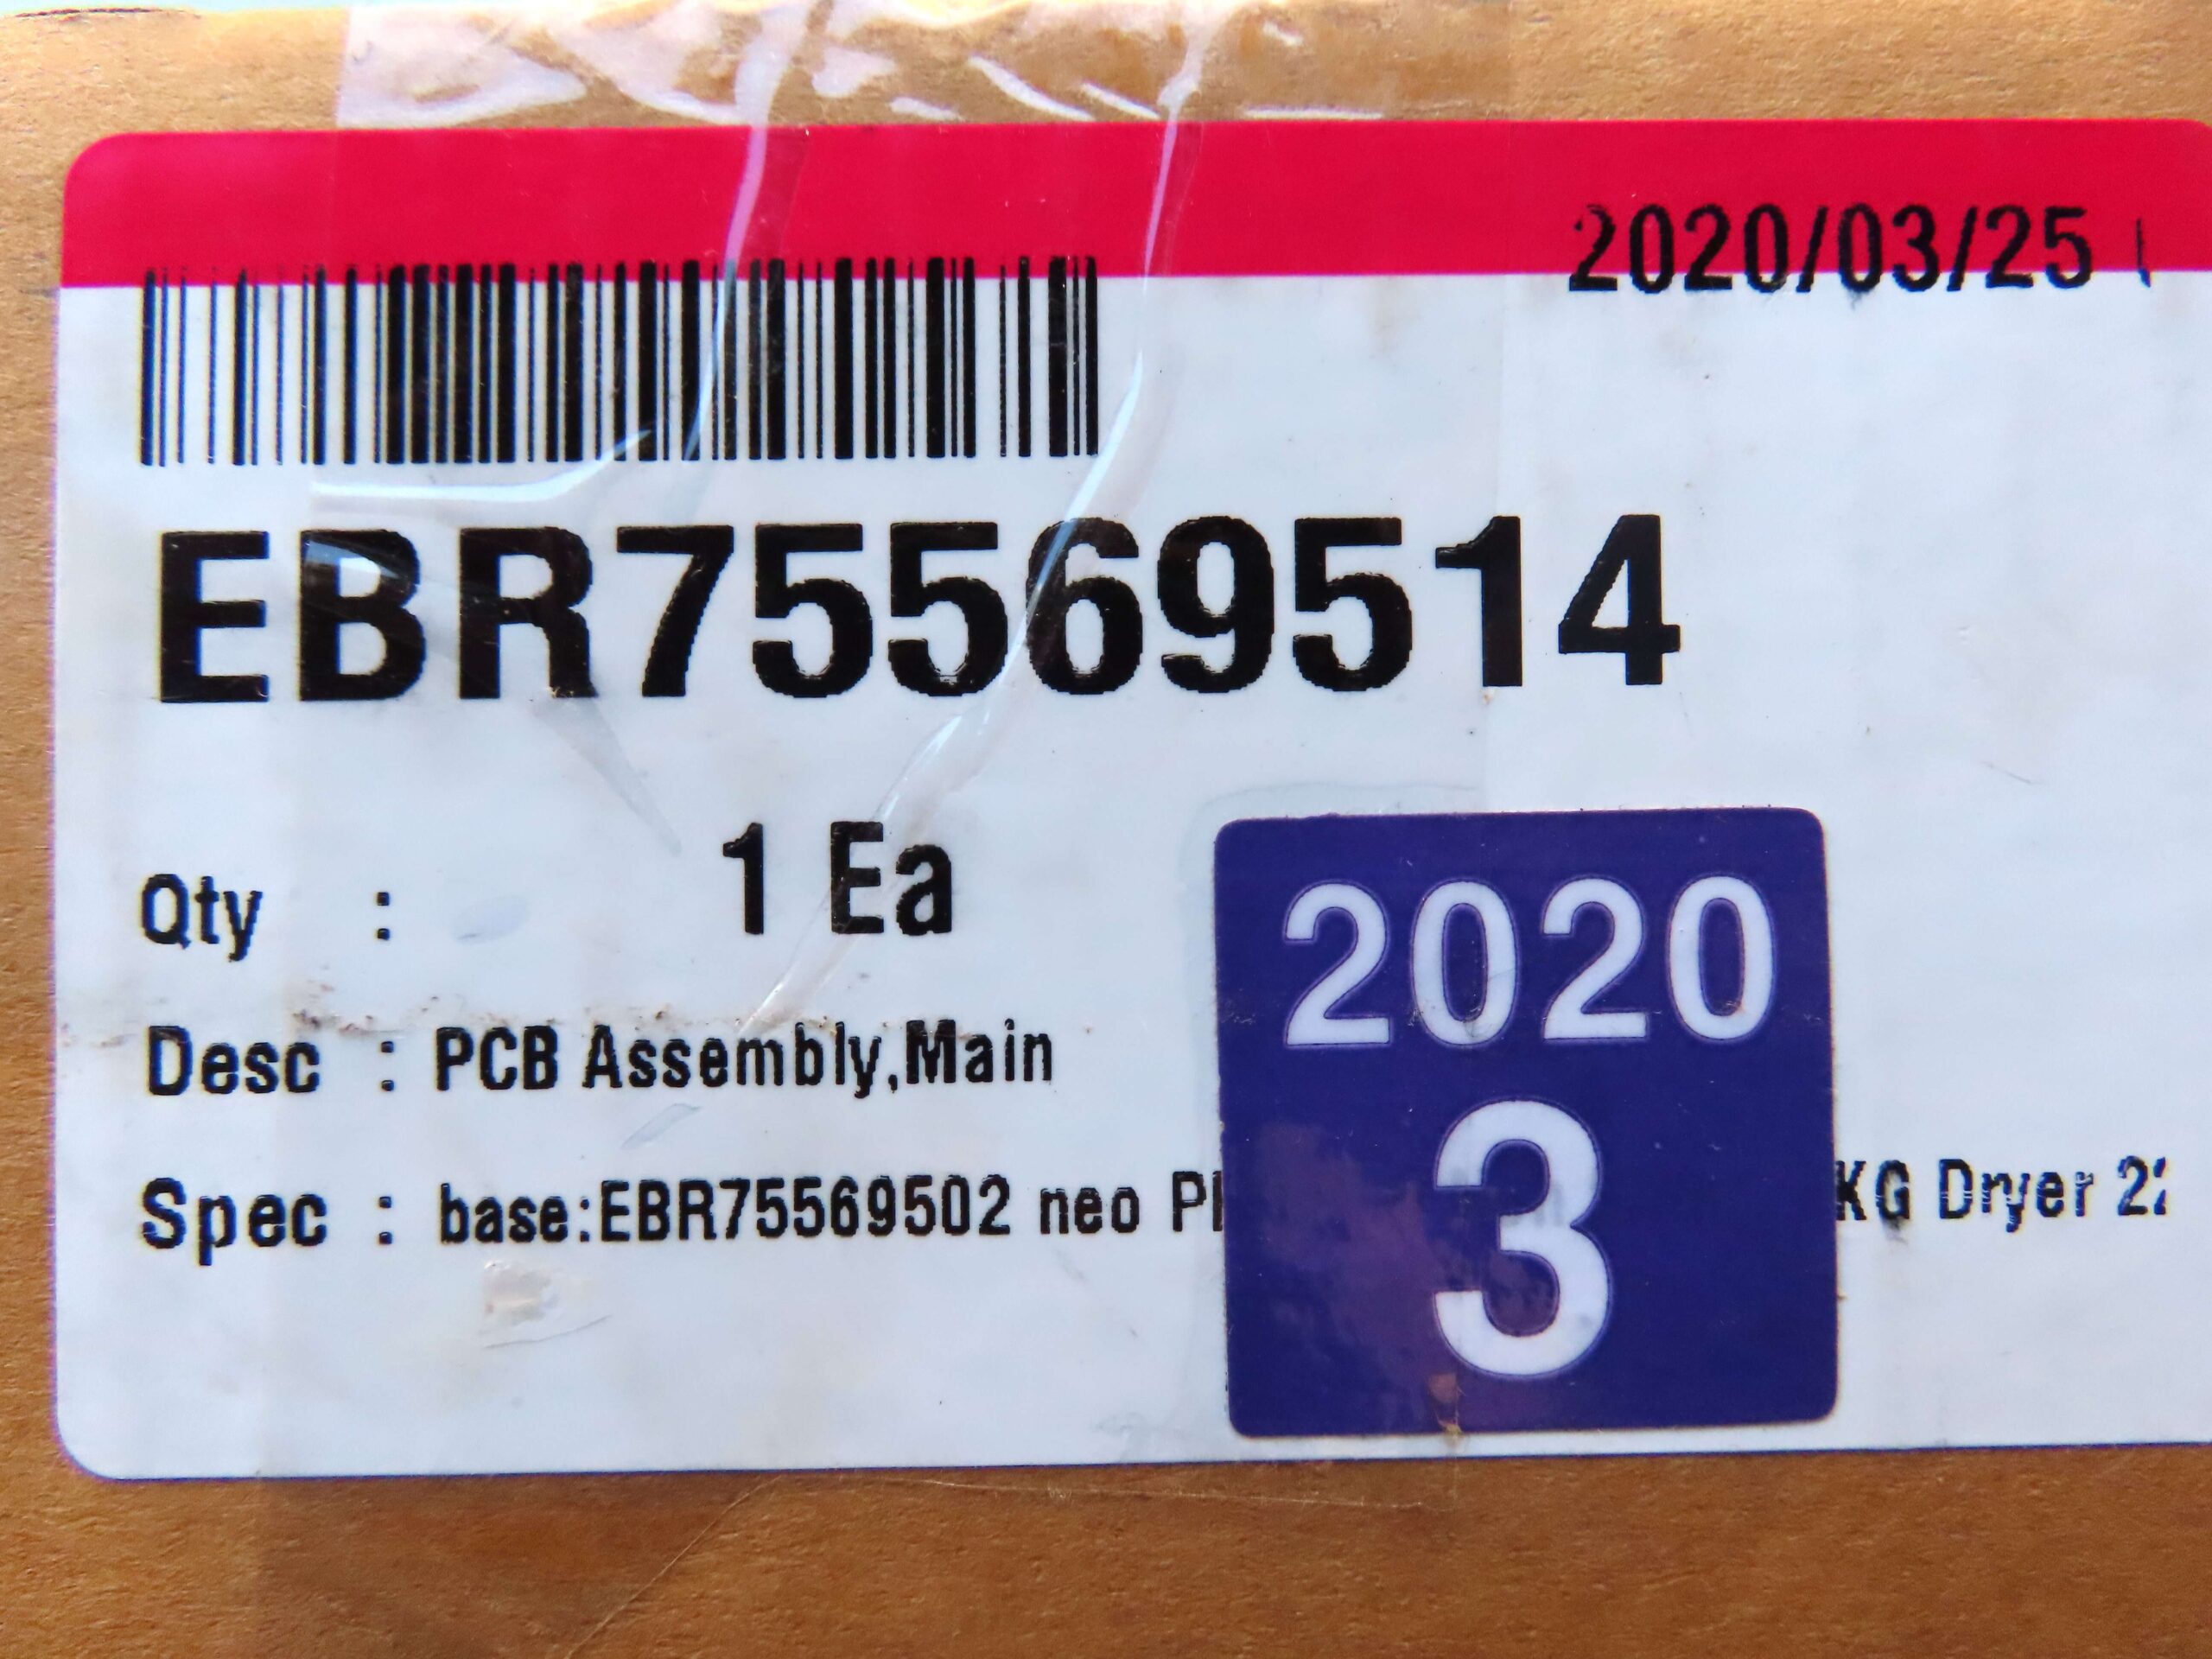 2020/03/25
EBR75569514
Qty : 1 Ea
2020
3
Desc : PCB Assembly,Main
Spec : base:EBR75569502 neo KG Dryer